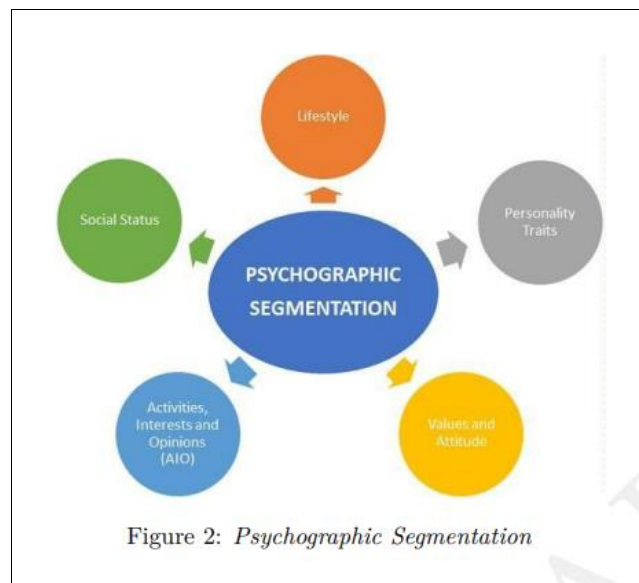 Lifestyle
Social Status
Personality
Traits
PSYCHOGRAPHIC
SEGMENTATION
Activities,
Interests and
Opinions
(AIO)
Values and
Attitude
Figure 2: Psychographic Segmentation